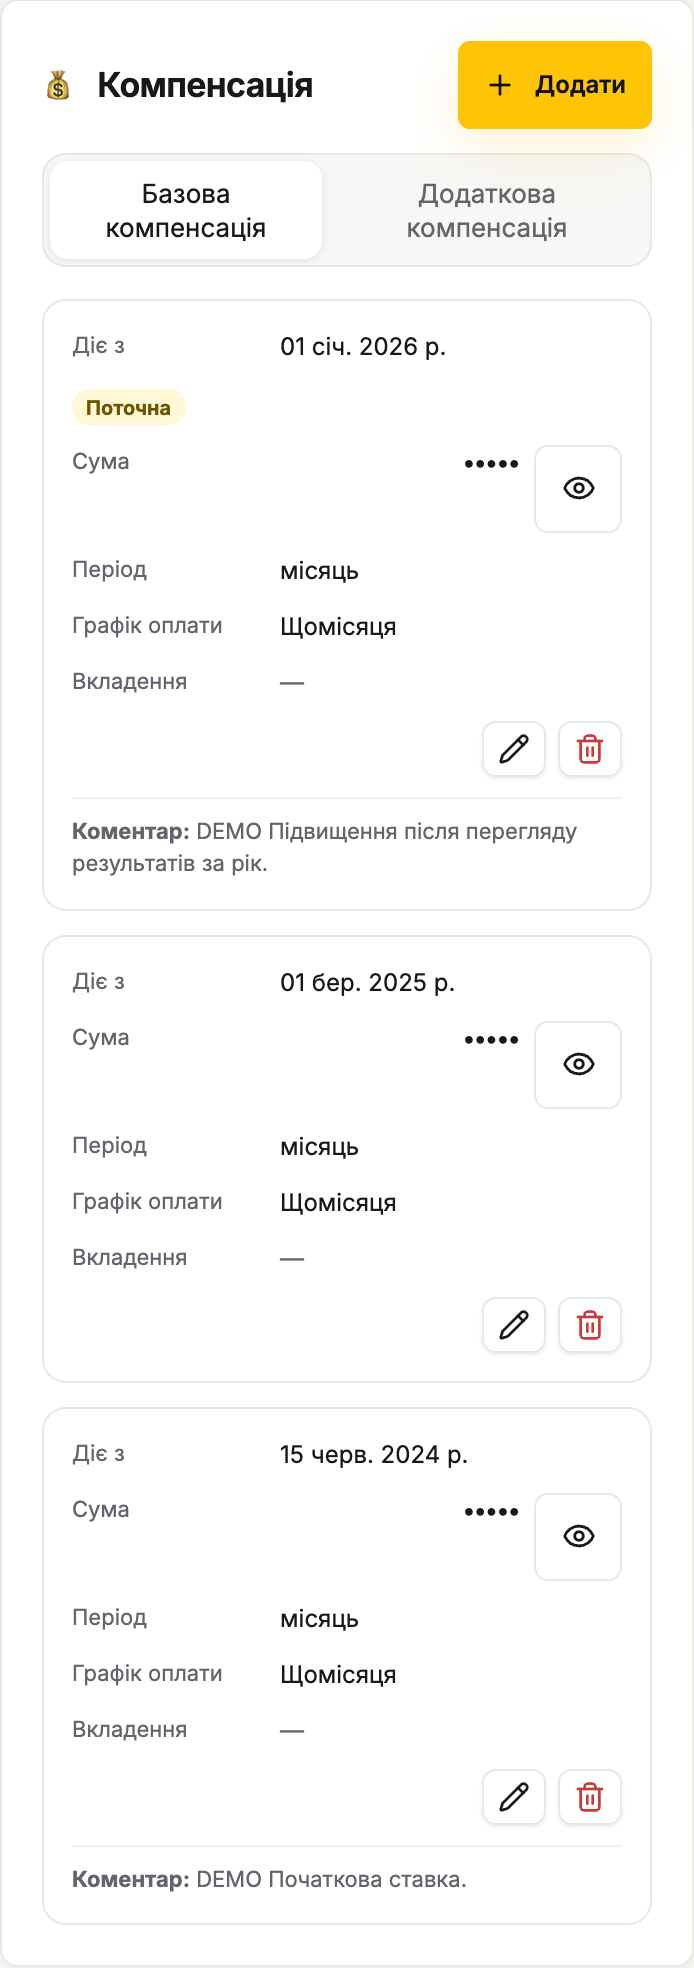 Компенсація
+ Додати
Базова
компенсація
Додаткова
компенсація
Діє з 01 січ. 2026 р.
Поточна
Сума •••••
Період місяць
Графік оплати Щомісяця
Вкладення —
Коментар: DEMO Підвищення після перегляду
результатів за рік.
Діє з 01 бер. 2025 р.
Сума •••••
Період місяць
Графік оплати Щомісяця
Вкладення —
Діє з 15 черв. 2024 р.
Сума •••••
Період місяць
Графік оплати Щомісяця
Вкладення —
Коментар: DEMO Початкова ставка.